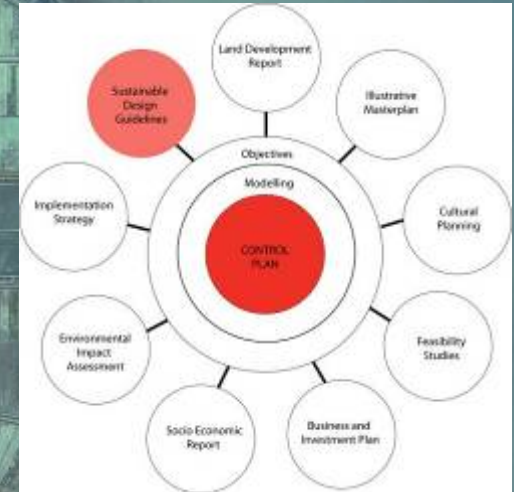 Land Development
Report
Illustrative
Masterplan
Cultural
Planning
Feasibility
Studies
Business and
Investment Plan
Socio Economic
Report
Environmental
Impact
Assessment
Implementation
Strategy
Sustainable
Design
Guidelines
Objectives
Modelling
CONTROL
PLAN